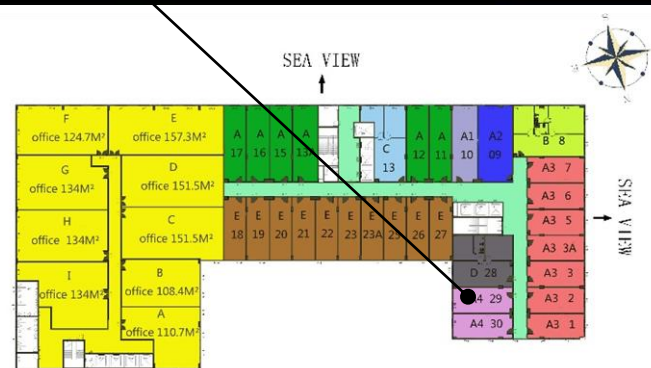 SEA VIEW
F
office 124.7M²
E
office 157.3M²
G
office 134M²
D
office 151.5M²
H
office 134M²
C
office 151.5M²
I
office 134M²
B
office 108.4M²
A
office 110.7M²
A
17
A
16
A
15
A
13A
C
13
A
12
A
11
A1
10
A2
09
B 8
E
18
E
19
E
20
E
21
E
22
E
23
E
23A
E
25
E
26
E
27
D 28
A4 29
A4 30
A3 7
A3 6
A3 5
A3 3A
A3 3
A3 2
A3 1
SEA VIEW